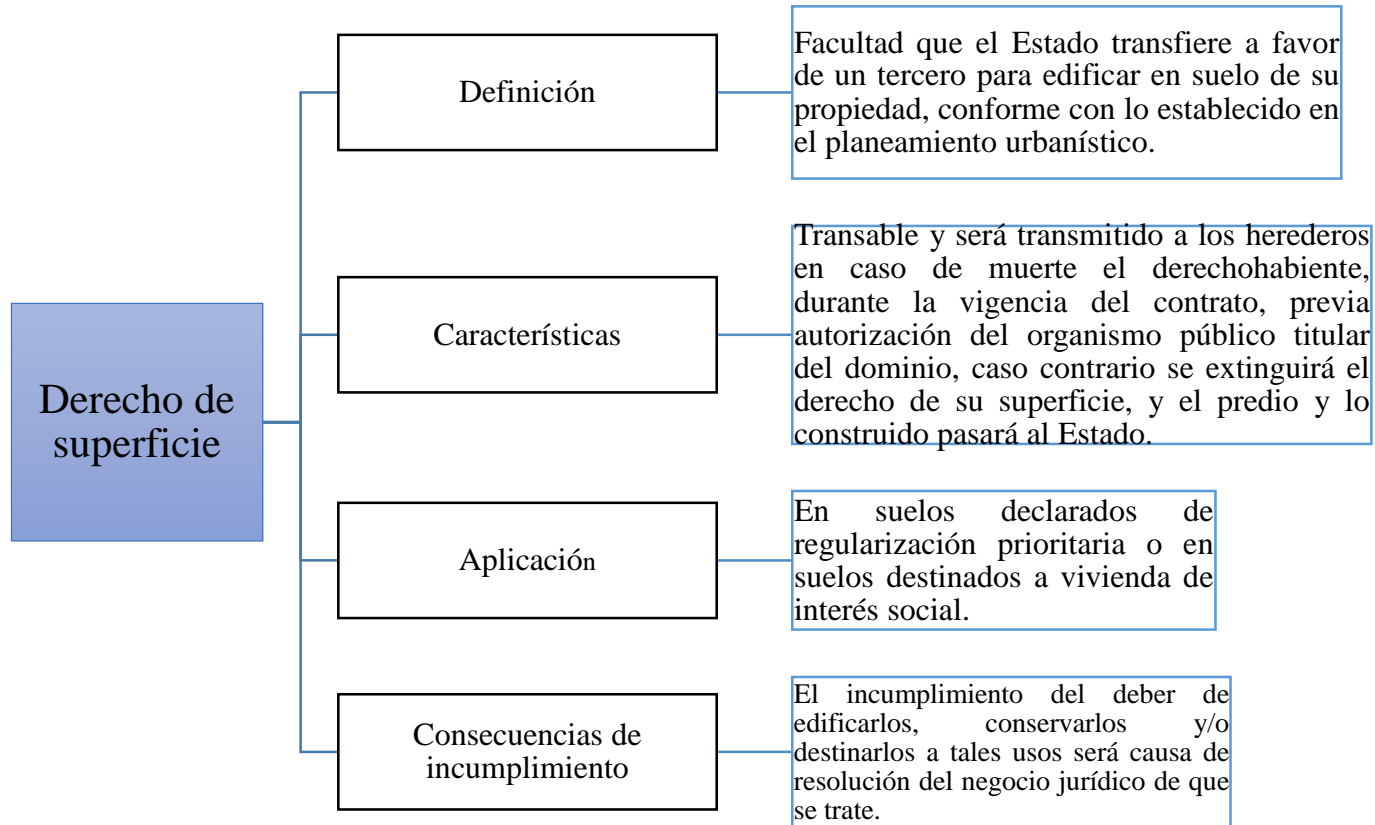 Derecho de
superficie
Definición
Facultad que el Estado transfiere a favor
de un tercero para edificar en suelo de su
propiedad, conforme con lo establecido en
el planeamiento urbanístico.
Características
Transable y será transmitido a los herederos
en caso de muerte el derechohabiente,
durante la vigencia del contrato, previa
autorización del organismo público titular
del dominio, caso contrario se extinguirá el
derecho de su superficie, y el predio y lo
construido pasará al Estado.
Aplicación
En suelos declarados de
regularización prioritaria o en
suelos destinados a vivienda de
interés social.
Consecuencias de
incumplimiento
El incumplimiento del deber de
edificarlos, conservarlos y/o
destinarlos a tales usos será causa de
resolución del negocio jurídico de que
se trate.